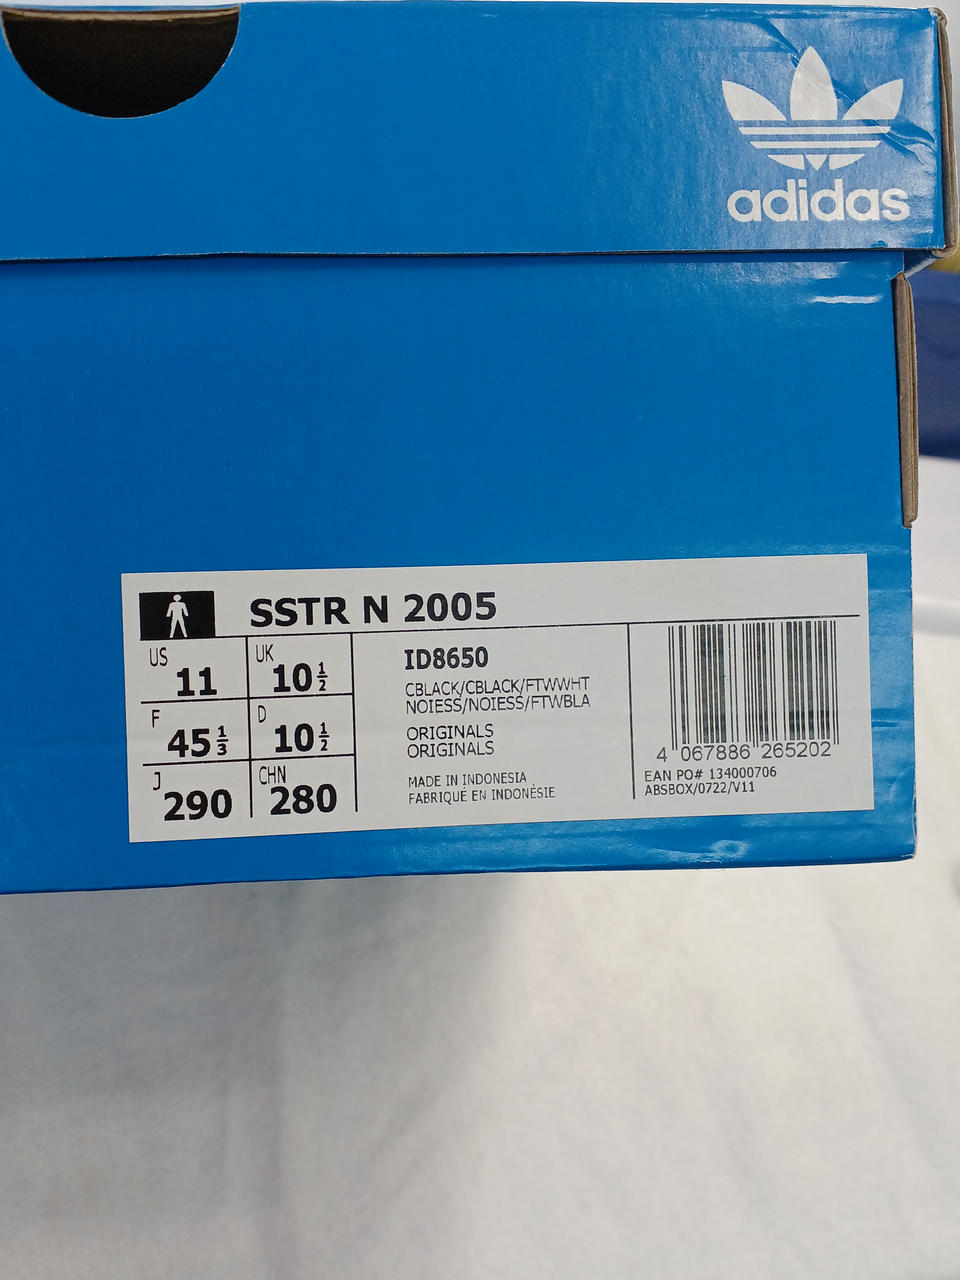 adidas
SSTR N 2005
US 11
UK 10 1/2
F 45 1/3
D 10 1/2
J 290
CHN 280
ID8650
CBLACK/CBLACK/FTWWHT
NOIESS/NOIESS/FTWBLA
ORIGINALS
ORIGINALS
MADE IN INDONESIA
FABRIQUÉ EN INDONÉSIE
4 067886 265202
EAN PO# 134000706
ABSBOX/0722/V11